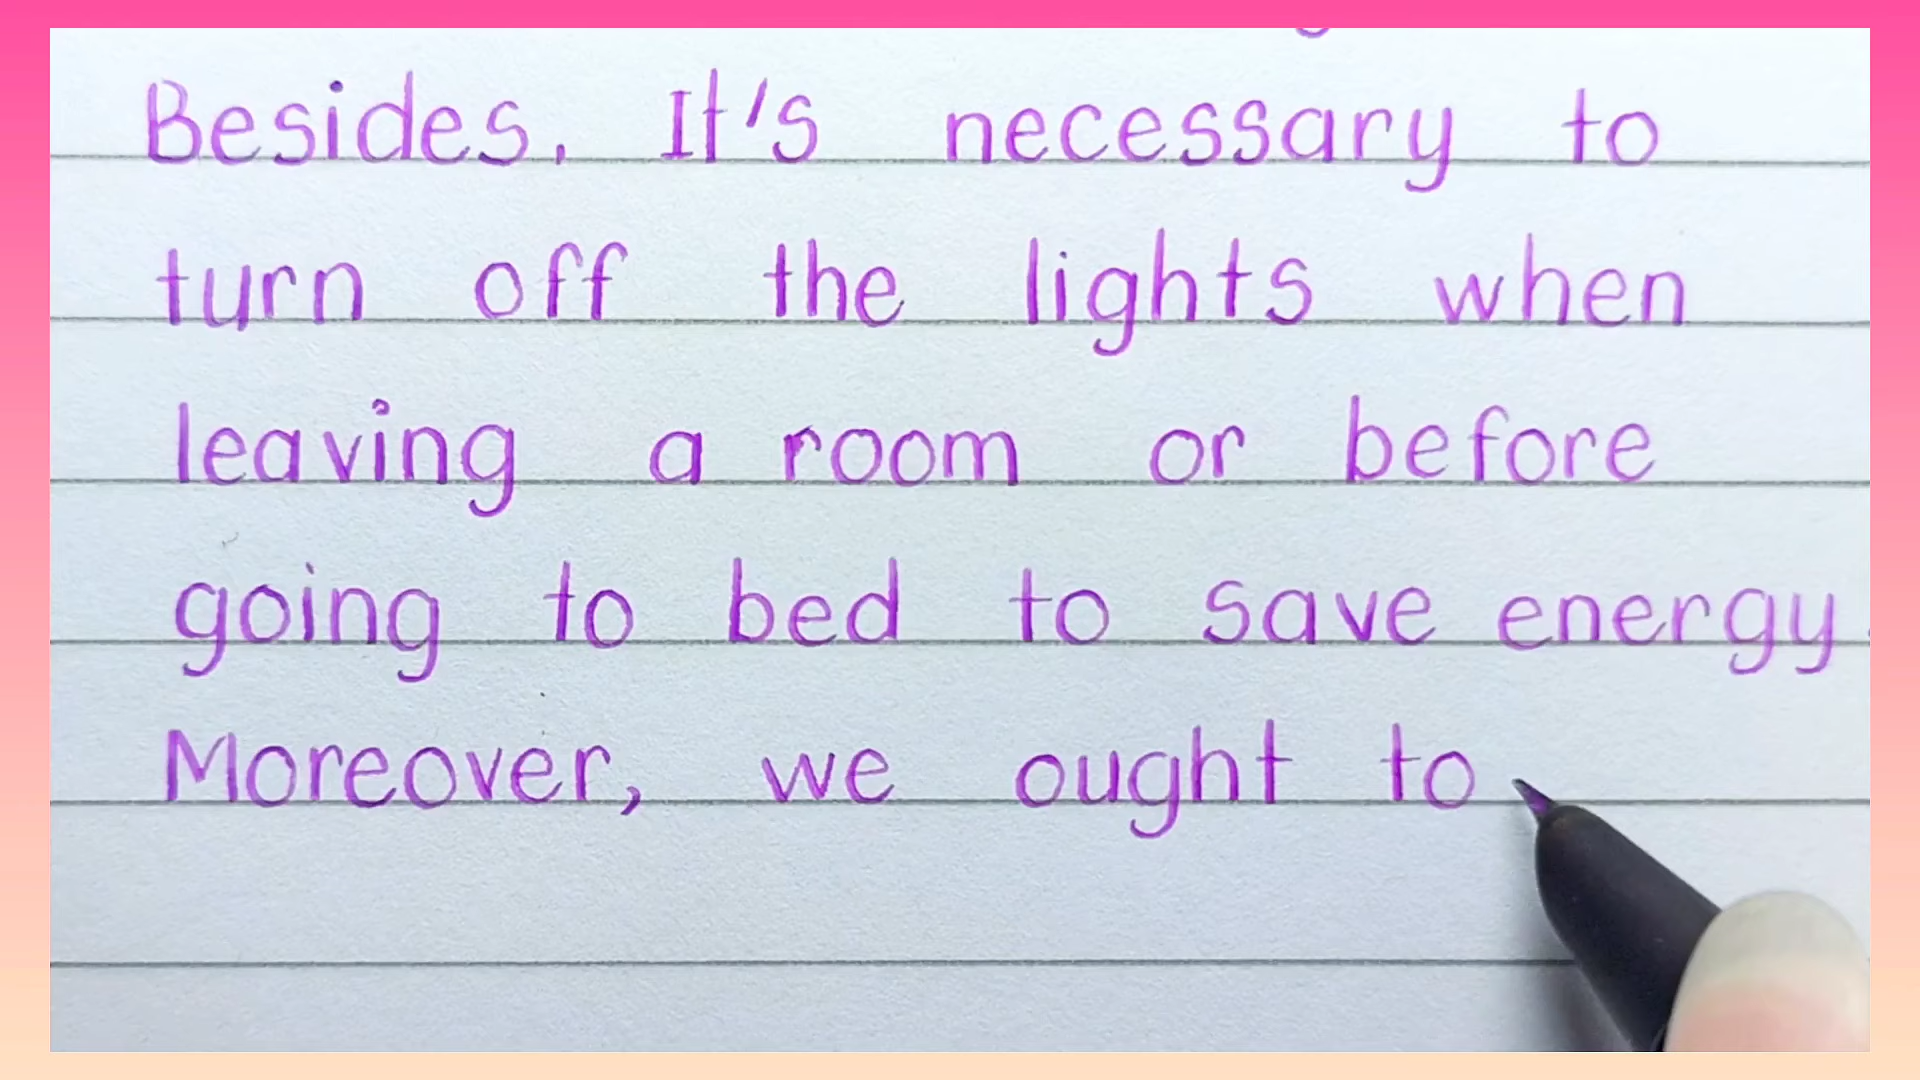 Besides, It's necessary to
turn off the lights when
leaving a room or before
going to bed to save energy.
Moreover, we ought to